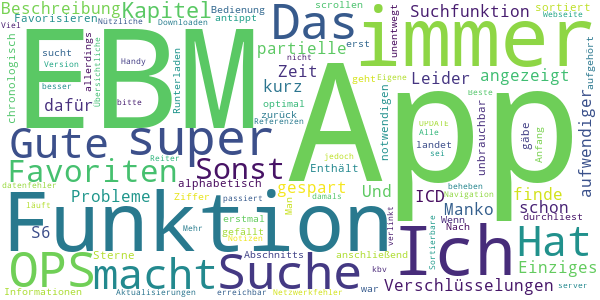 Beschreibung
Favorisieren
Downloaden
Bedienung
scrollen
sortiert
Webseite
Viel
Nützliche
Kapitel
antippt
Das
immer
Suchfunktion
unentwegt
aufgehört
chronologisch
sucht
Version
besser
Übersichtliche
allerdings
Handy
bitte
EBM
App
Runterladen
partielle
erst
nicht
Leider
angezeigt
Zeit
geht
Eigene
dafür
kurz
optimal
zurück
Referenzen
notwendigen
Beste
UPDATE
Alle
landet
sei
unbrauchbar
gäbe
Anfang
aufwendiger
Gute
super
Reiter
jedoch
Favoriten
Sonst
Enthält
beheben
Navigation
finde
datenfehler
alphabetisch
gespart
Und
ICD
schon
Probleme
Ziffer
passiert
Man
damals
verlinkt
Manko
durchliest
läuft
Funktion
Ich
Hat
S6
Mehr
erstmal
gefällt
Notizen
Wenn
Nach
Sortierbare
Einziges
OPS
macht
Suche
Sterne
Abschnitts
anschließend
Verschlüsselungen
Informationen
Aktualisierungen
erreichbar
Netzwerkfehler
war
kbv
server